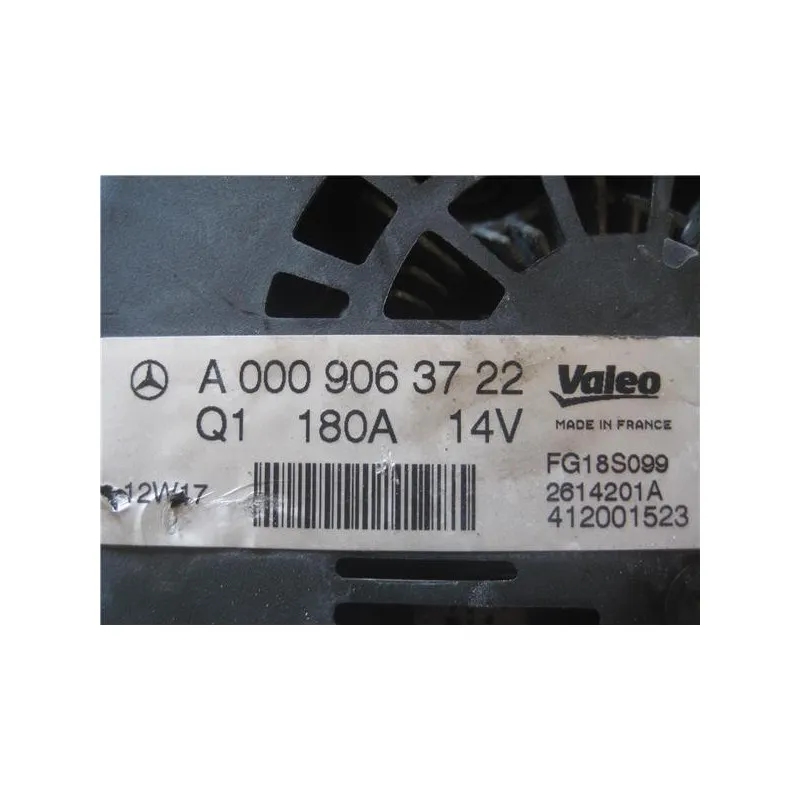 A 000 906 37 22
Q1 180A 14V
12W17
Valeo
MADE IN FRANCE
FG18S099
2614201A
412001523